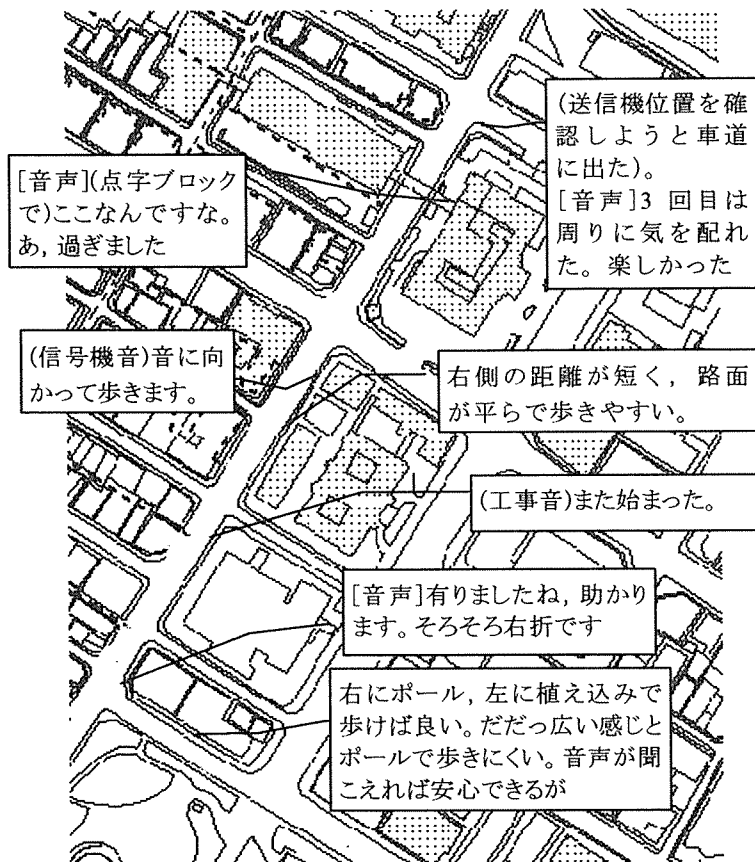 (送信機位置を確
認しようと車道
に出た)。
[音声]3 回目は
周りに気を配れ
た。楽しかった
[音声](点字ブロック
で)ここなんですな。
あ, 過ぎました
(信号機音)音に向
かって歩きます。
右側の距離が短く, 路面
が平らで歩きやすい。
(工事音)また始まった。
[音声]有りましたね, 助かり
ます。そろそろ右折です
右にポール, 左に植え込みで
歩けば良い。だだっ広い感じと
ポールで歩きにくい。音声が聞
こえれば安心できるが